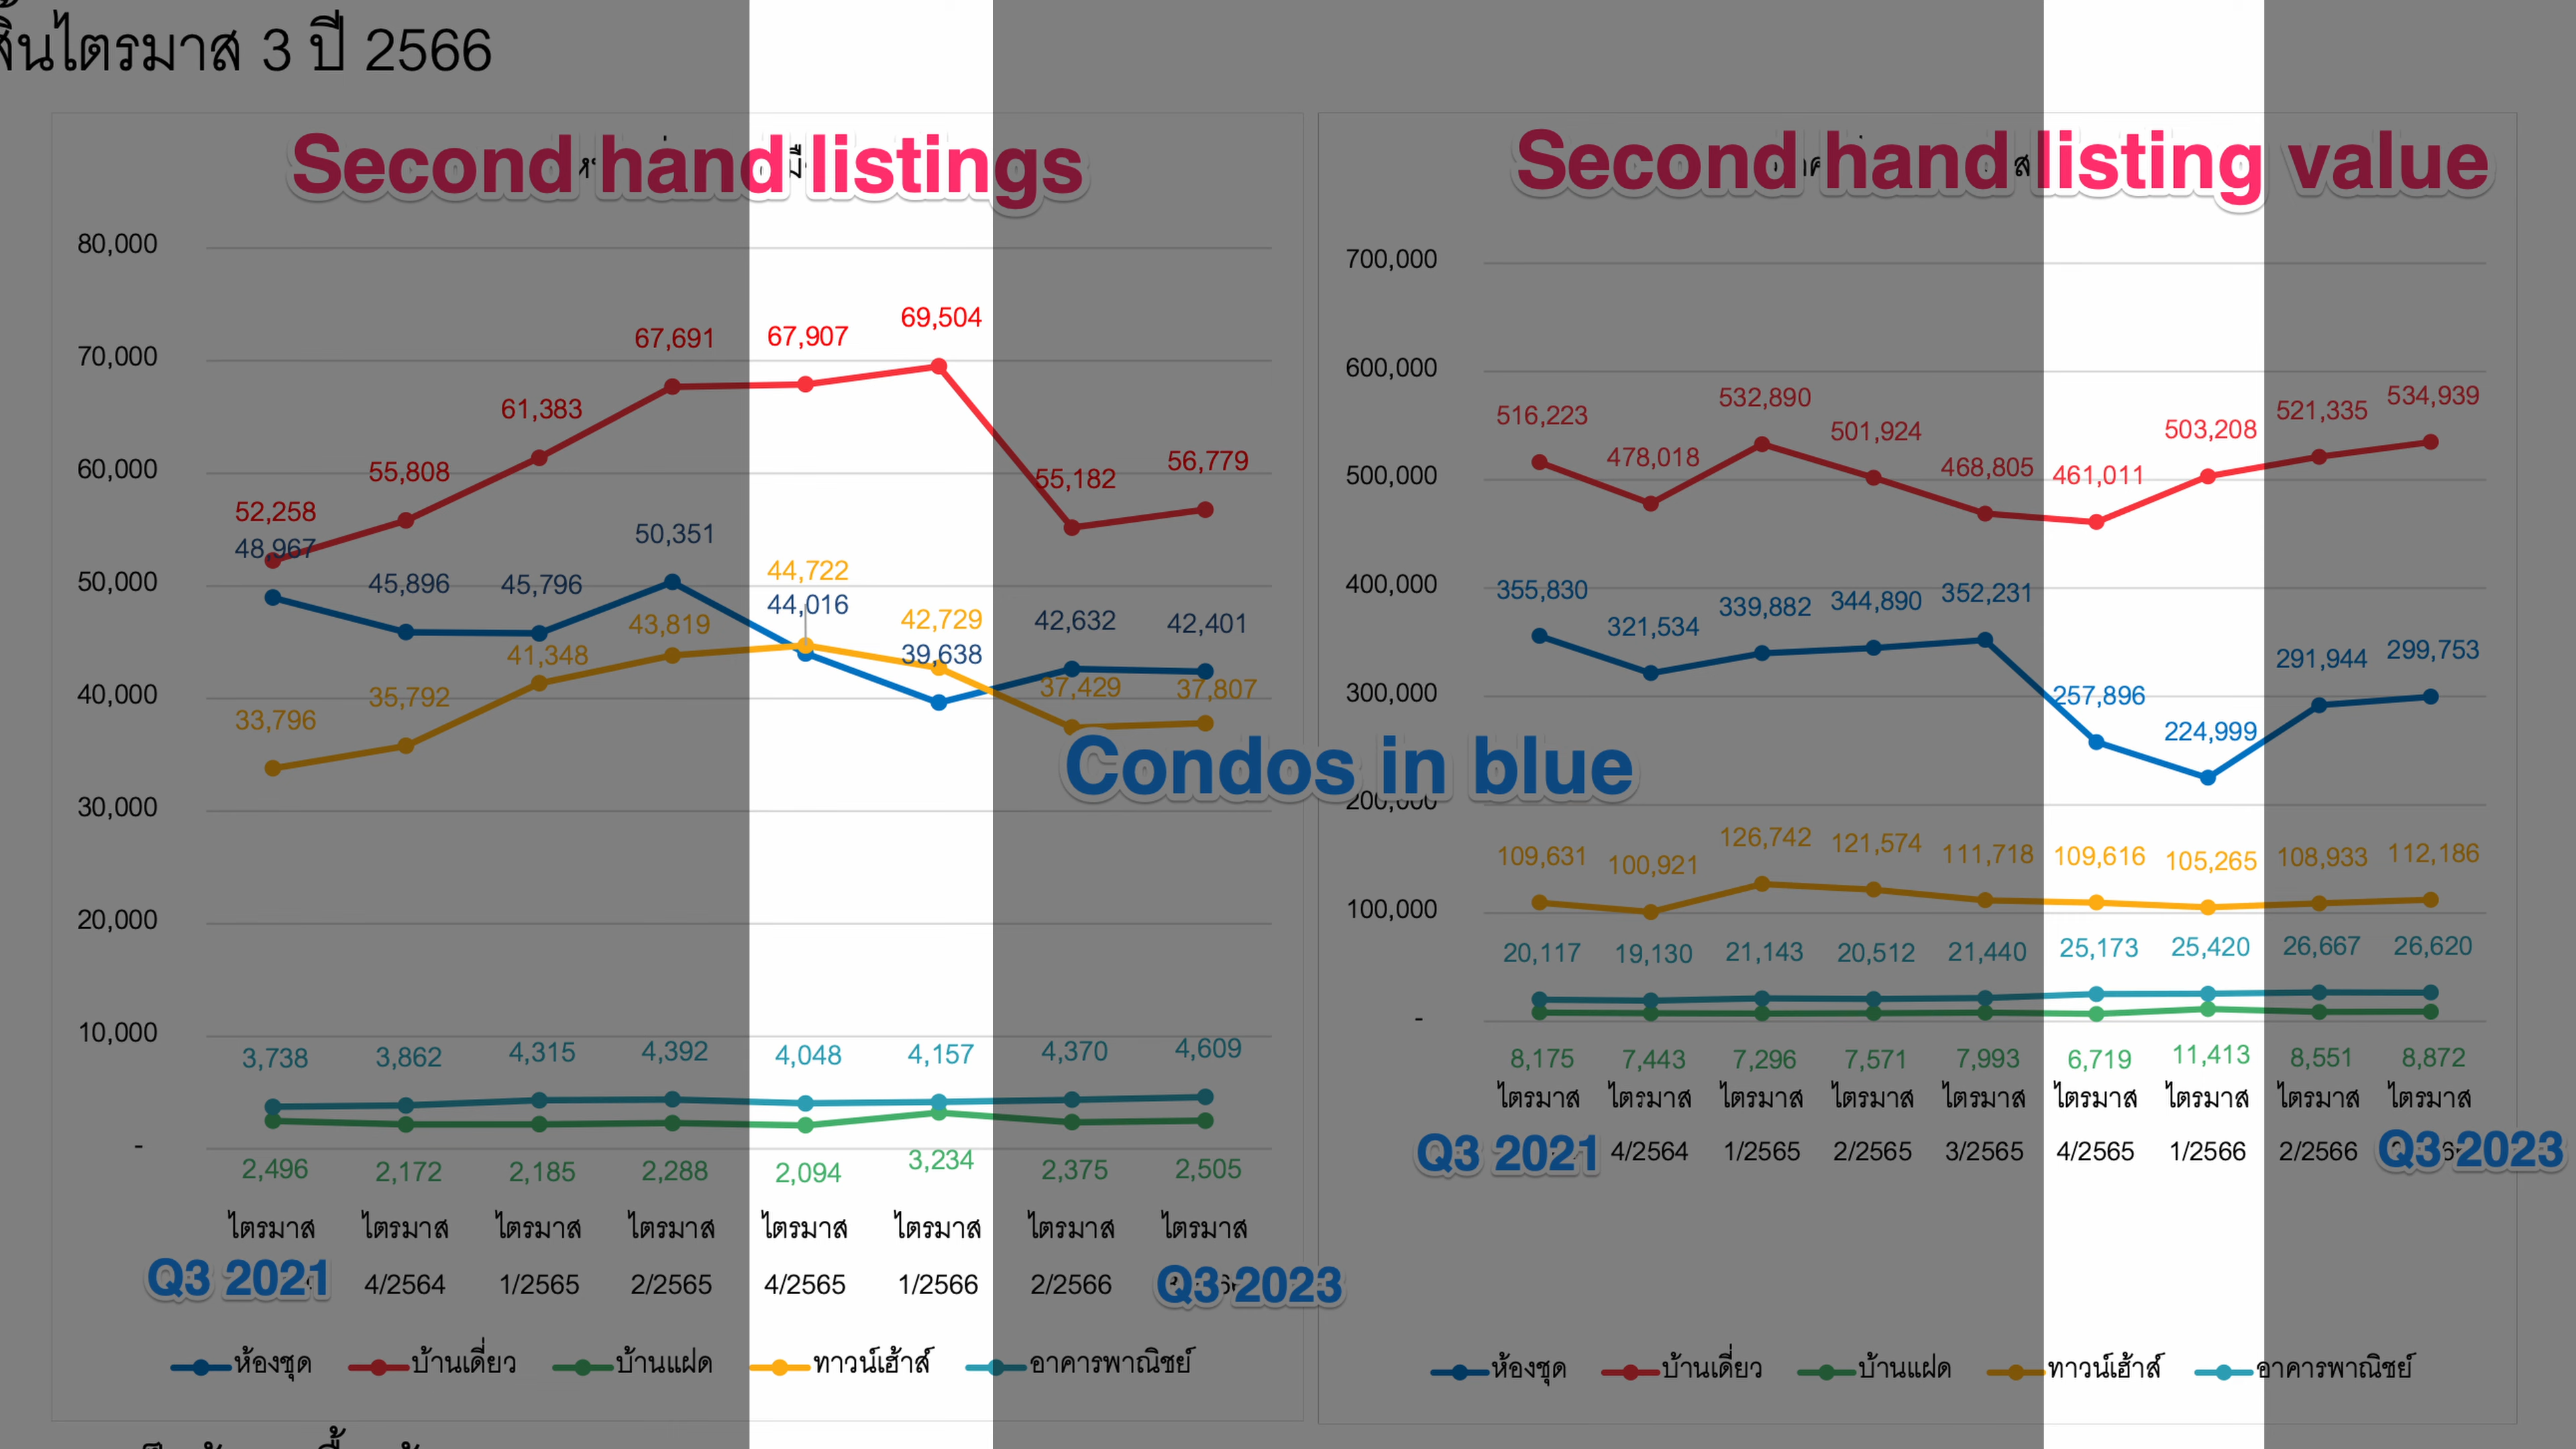 สิ้นไตรมาส 3 ปี 2566
Second hand listings
80,000
70,000
60,000
50,000
40,000
30,000
20,000
10,000
-
52,258 55,808 61,383 67,691 67,907 69,504 55,182 56,779
48,967 45,896 45,796 50,351 44,016 39,638 42,632 42,401
33,796 35,792 41,348 43,819 44,722 42,729 37,429 37,807
3,738 3,862 4,315 4,392 4,048 4,157 4,370 4,609
2,496 2,172 2,185 2,288 2,094 3,234 2,375 2,505
ไตรมาส ไตรมาส ไตรมาส ไตรมาส ไตรมาส ไตรมาส ไตรมาส ไตรมาส
Q3 2021 4/2564 1/2565 2/2565 4/2565 1/2566 2/2566 Q3 2023
ห้องชุด บ้านเดี่ยว บ้านแฝด ทาวน์เฮ้าส์ อาคารพาณิชย์
Condos in blue
Second hand listing value
700,000
600,000
500,000
400,000
300,000
200,000
100,000
-
516,223 478,018 532,890 501,924 468,805 461,011 503,208 521,335 534,939
355,830 321,534 339,882 344,890 352,231 257,896 224,999 291,944 299,753
109,631 100,921 126,742 121,574 111,718 109,616 105,265 108,933 112,186
20,117 19,130 21,143 20,512 21,440 25,173 25,420 26,667 26,620
8,175 7,443 7,296 7,571 7,993 6,719 11,413 8,551 8,872
ไตรมาส ไตรมาส ไตรมาส ไตรมาส ไตรมาส ไตรมาส ไตรมาส ไตรมาส ไตรมาส
Q3 2021 4/2564 1/2565 2/2565 3/2565 4/2565 1/2566 2/2566 Q3 2023
ห้องชุด บ้านเดี่ยว บ้านแฝด ทาวน์เฮ้าส์ อาคารพาณิชย์